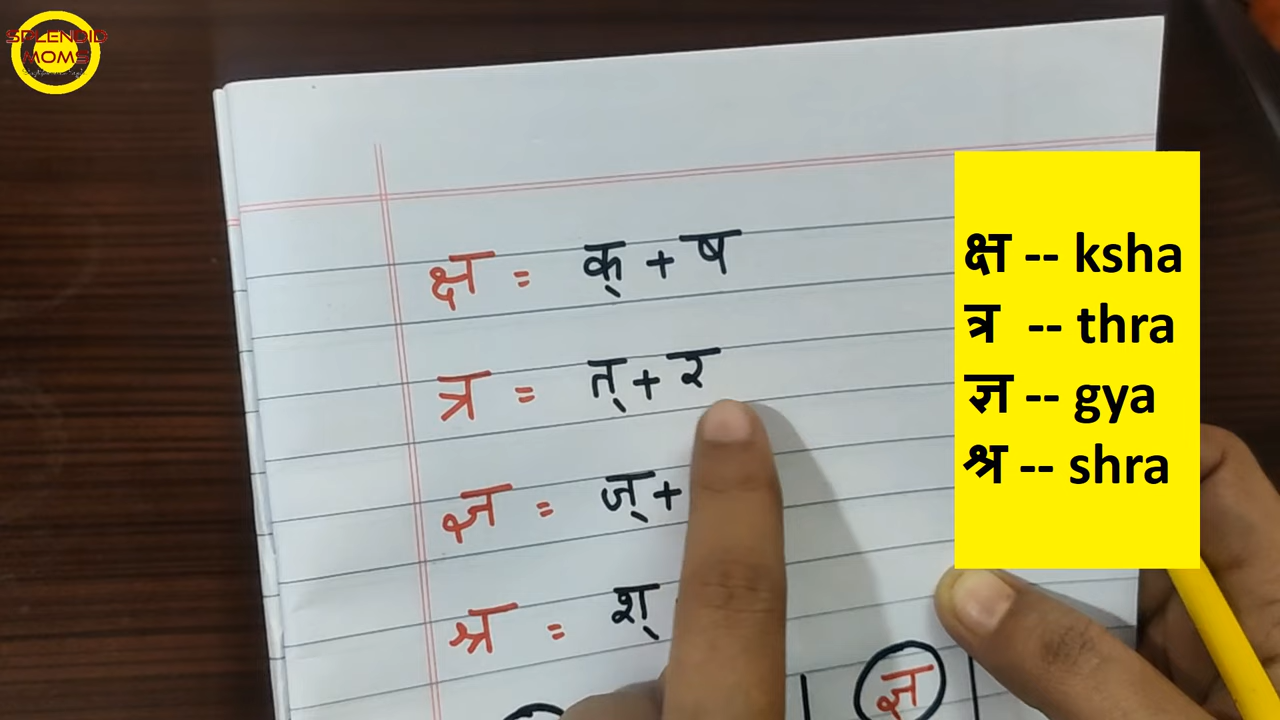 SPLENDID
MOMS
क्ष = क् + ष
त्र = त् + र
ज्ञ = ज् +
श्र = श्
ज्ञ
क्ष -- ksha
त्र -- thra
ज्ञ -- gya
श्र -- shra